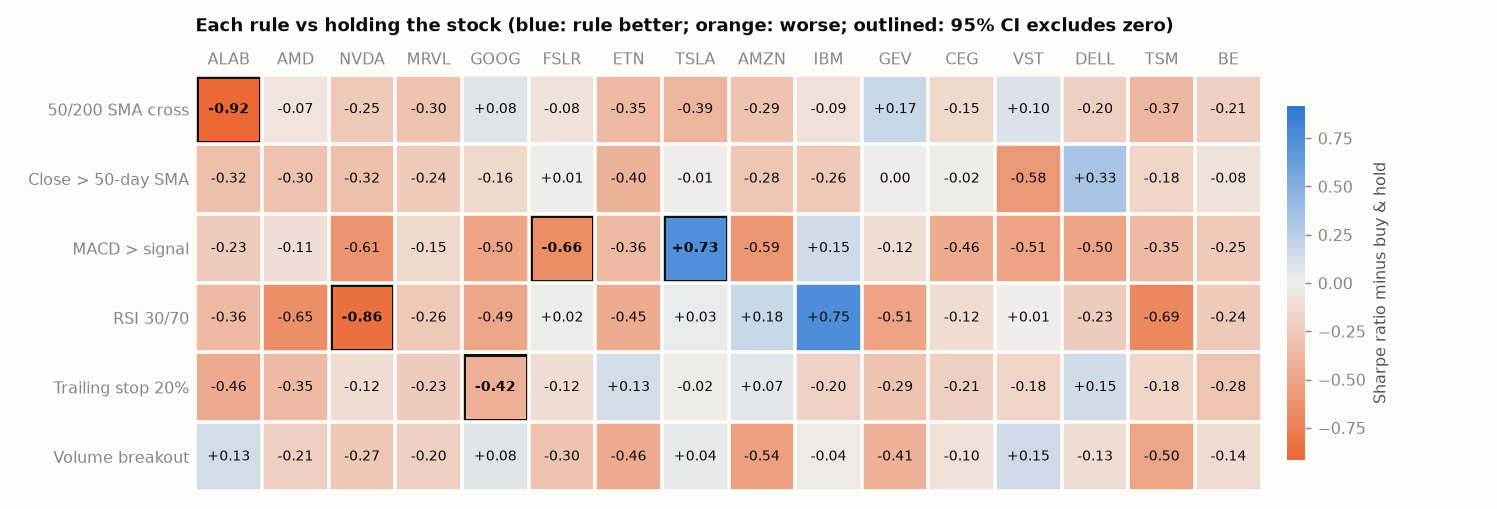 Each rule vs holding the stock (blue: rule better; orange: worse; outlined: 95% CI excludes zero)
ALAB AMD NVDA MRVL GOOG FSLR ETN TSLA AMZN IBM GEV CEG VST DELL TSM BE
50/200 SMA cross -0.92 -0.07 -0.25 -0.30 +0.08 -0.08 -0.35 -0.39 -0.29 -0.09 +0.17 -0.15 +0.10 -0.20 -0.37 -0.21
Close > 50-day SMA -0.32 -0.30 -0.32 -0.24 -0.16 +0.01 -0.40 -0.01 -0.28 -0.26 0.00 -0.02 -0.58 +0.33 -0.18 -0.08
MACD > signal -0.23 -0.11 -0.61 -0.15 -0.50 -0.66 -0.36 +0.73 -0.59 +0.15 -0.12 -0.46 -0.51 -0.50 -0.35 -0.25
RSI 30/70 -0.36 -0.65 -0.86 -0.26 -0.49 +0.02 -0.45 +0.03 +0.18 +0.75 -0.51 -0.12 +0.01 -0.23 -0.69 -0.24
Trailing stop 20% -0.46 -0.35 -0.12 -0.23 -0.42 -0.12 +0.13 -0.02 +0.07 -0.20 -0.29 -0.21 -0.18 +0.15 -0.18 -0.28
Volume breakout +0.13 -0.21 -0.27 -0.20 +0.08 -0.30 -0.46 +0.04 -0.54 -0.04 -0.41 -0.10 +0.15 -0.13 -0.50 -0.14
0.75
0.50
0.25
0.00
−0.25
−0.50
−0.75
Sharpe ratio minus buy & hold